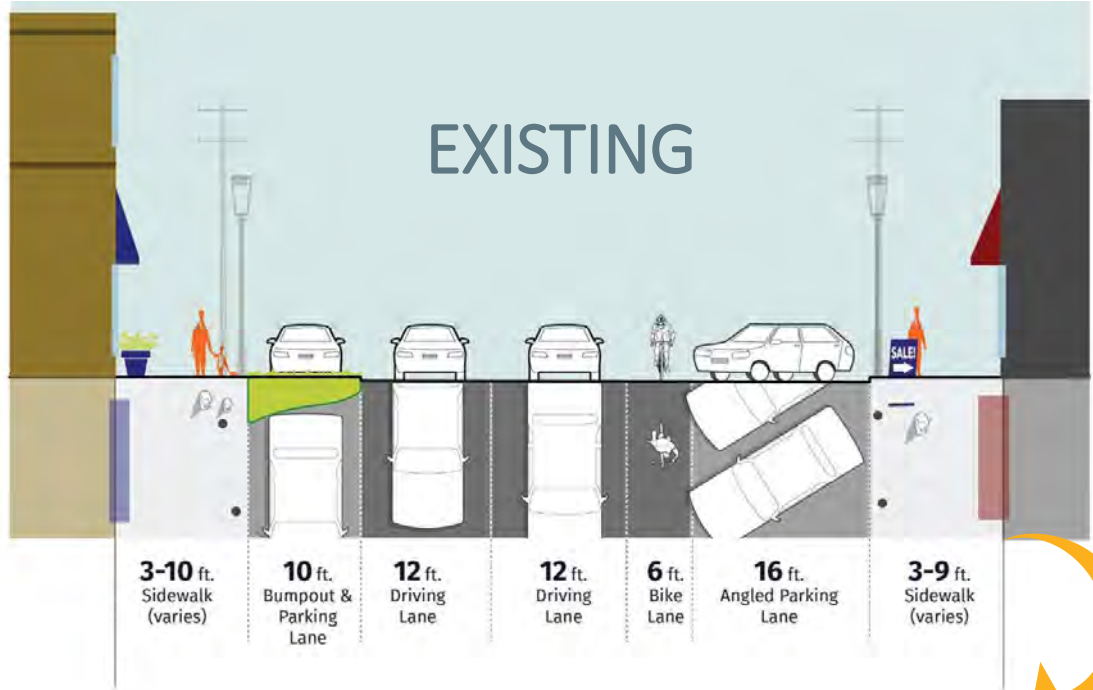 EXISTING
SALE!
3-10 ft.
Sidewalk
(varies)
10 ft.
Bumpout &
Parking
Lane
12 ft.
Driving
Lane
12 ft.
Driving
Lane
6 ft.
Bike
Lane
16 ft.
Angled Parking
Lane
3-9 ft.
Sidewalk
(varies)